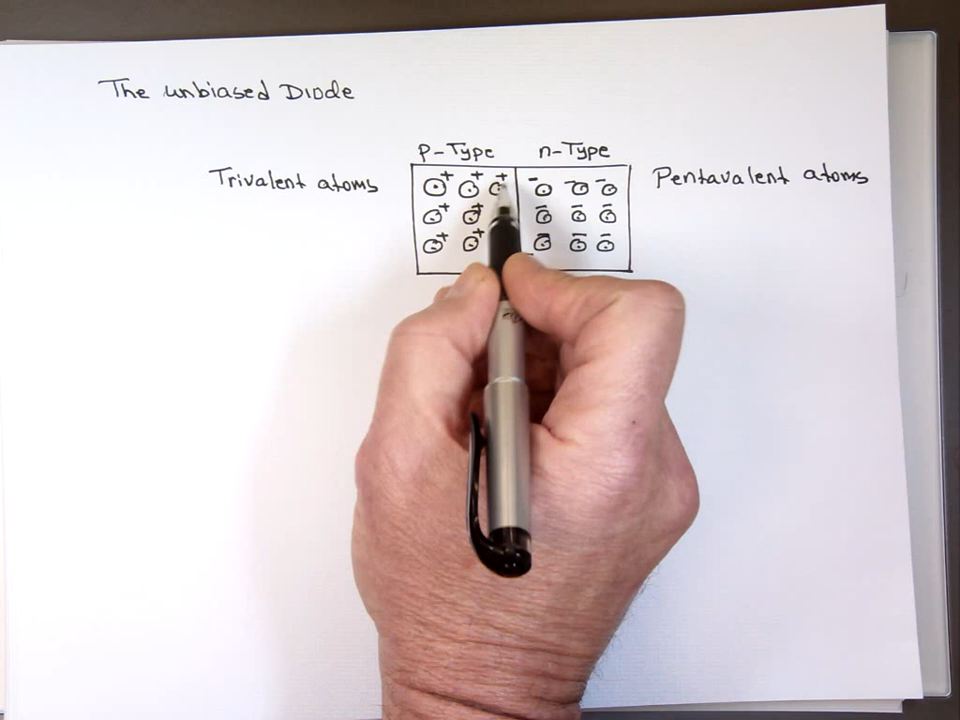 The unbiased Diode
p-Type n-Type
Trivalent atoms
Pentavalent atoms